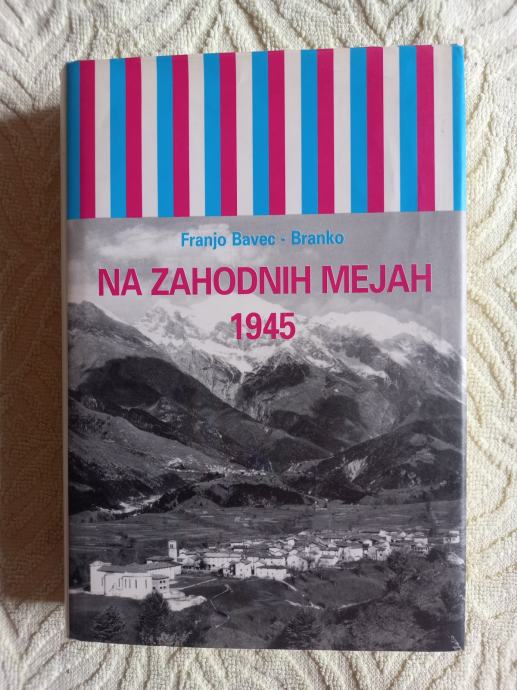 Franjo Bavec - Branko
NA ZAHODNIH MEJAH
1945